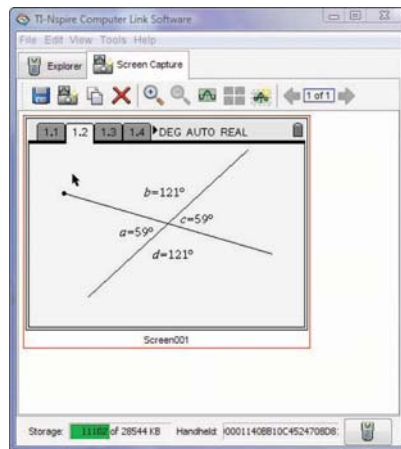 TI-Nspire Computer Link Software
File Edit View Tools Help
Explorer Screen Capture
1 of 1
1.1 1.2 1.3 1.4 DEG AUTO REAL
b=121°
c=59°
a=59°
d=121°
Screen001
Storage: 11102 of 28544 KB Handheld: